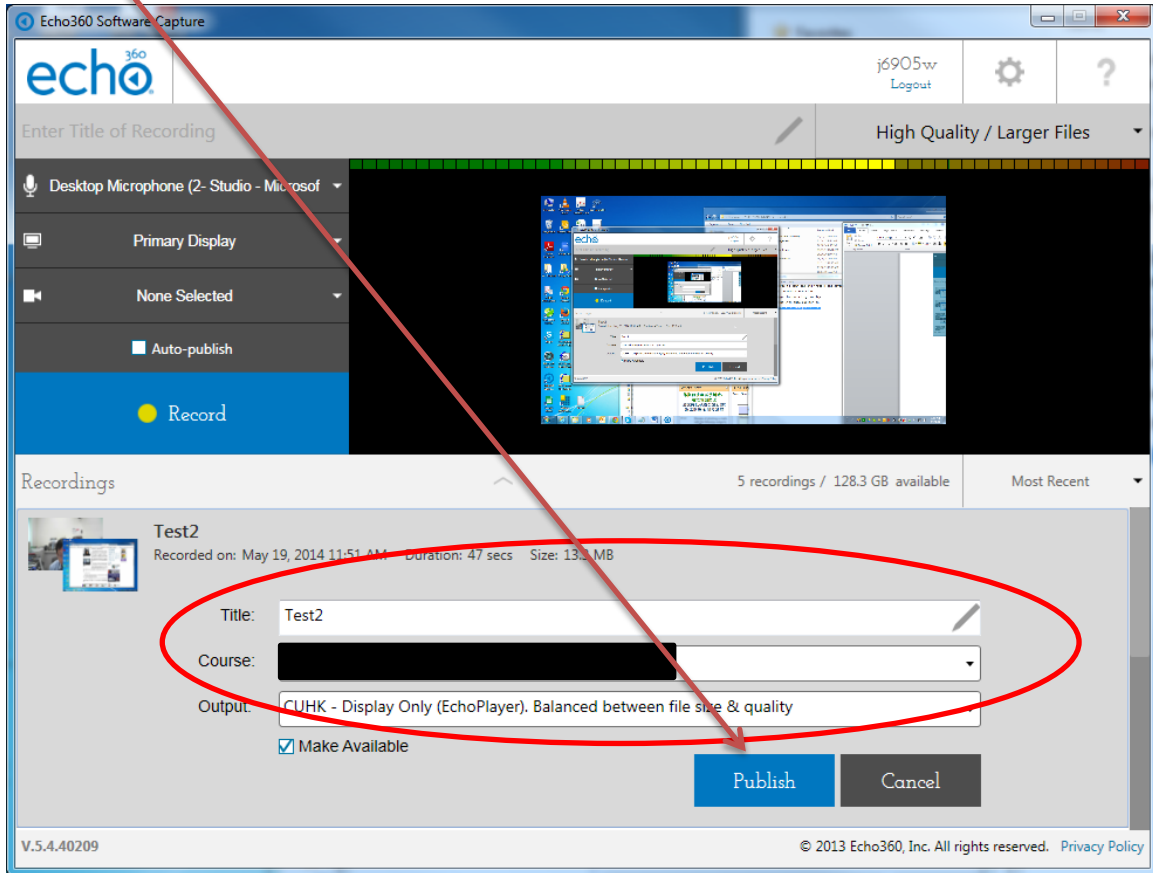 Echo360 Software Capture
echo 360
j6905w
Logout
?
Enter Title of Recording
High Quality / Larger Files
Desktop Microphone (2- Studio - Microsof
Primary Display
None Selected
Auto-publish
Record
Recordings
5 recordings / 128.3 GB available
Most Recent
Test2
Recorded on: May 19, 2014 11:51 AM Duration: 47 secs Size: MB
Title: Test2
Course:
Output: CUHK - Display Only (EchoPlayer). Balanced between file size & quality
Make Available
Publish
Cancel
V.5.4.40209
© 2013 Echo360, Inc. All rights reserved. Privacy Policy